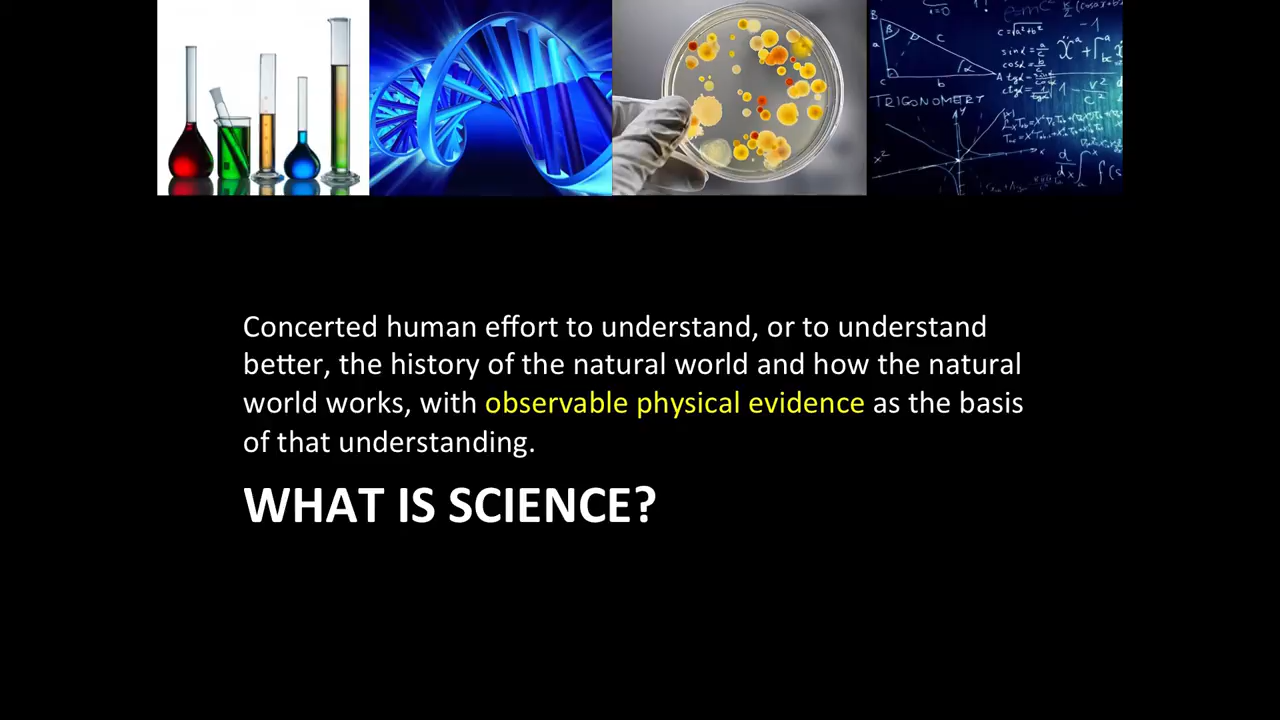 TRIGONOMETRY
Concerted human effort to understand, or to understand
better, the history of the natural world and how the natural
world works, with observable physical evidence as the basis
of that understanding.
WHAT IS SCIENCE?